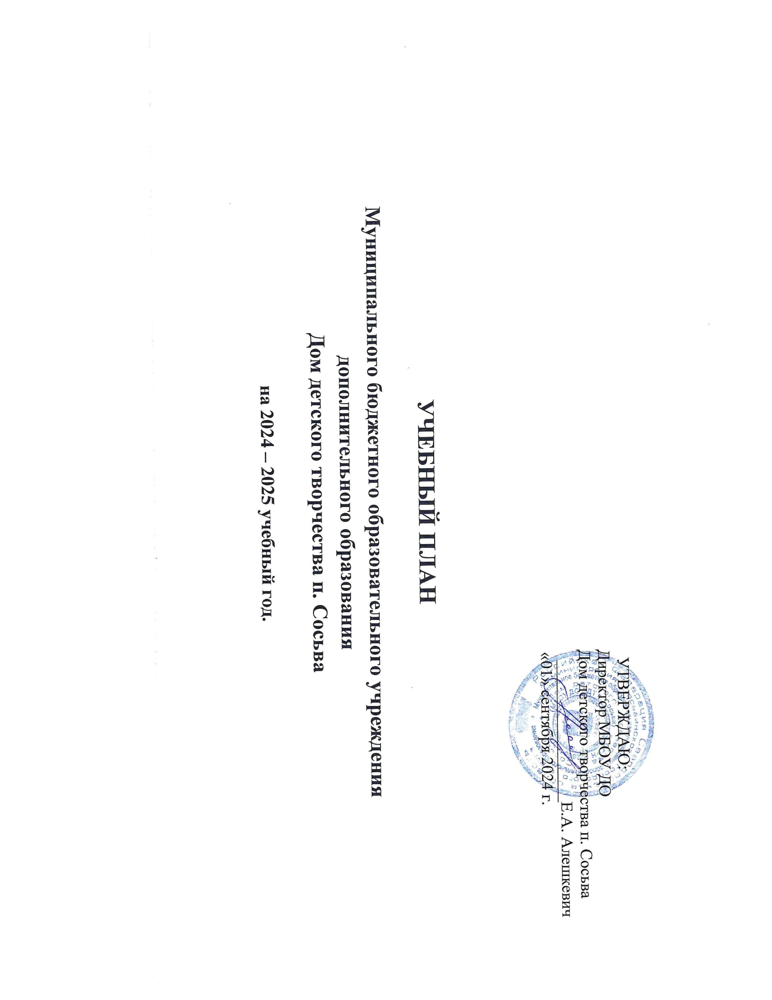 УТВЕРЖДАЮ:
Директор МБОУ ДО
Дом детского творчества п. Сосьва
Е.А. Алешкевич
«01» сентября 2024 г.
УЧЕБНЫЙ ПЛАН
Муниципального бюджетного образовательного учреждения
дополнительного образования
Дом детского творчества п. Сосьва
на 2024 – 2025 учебный год.